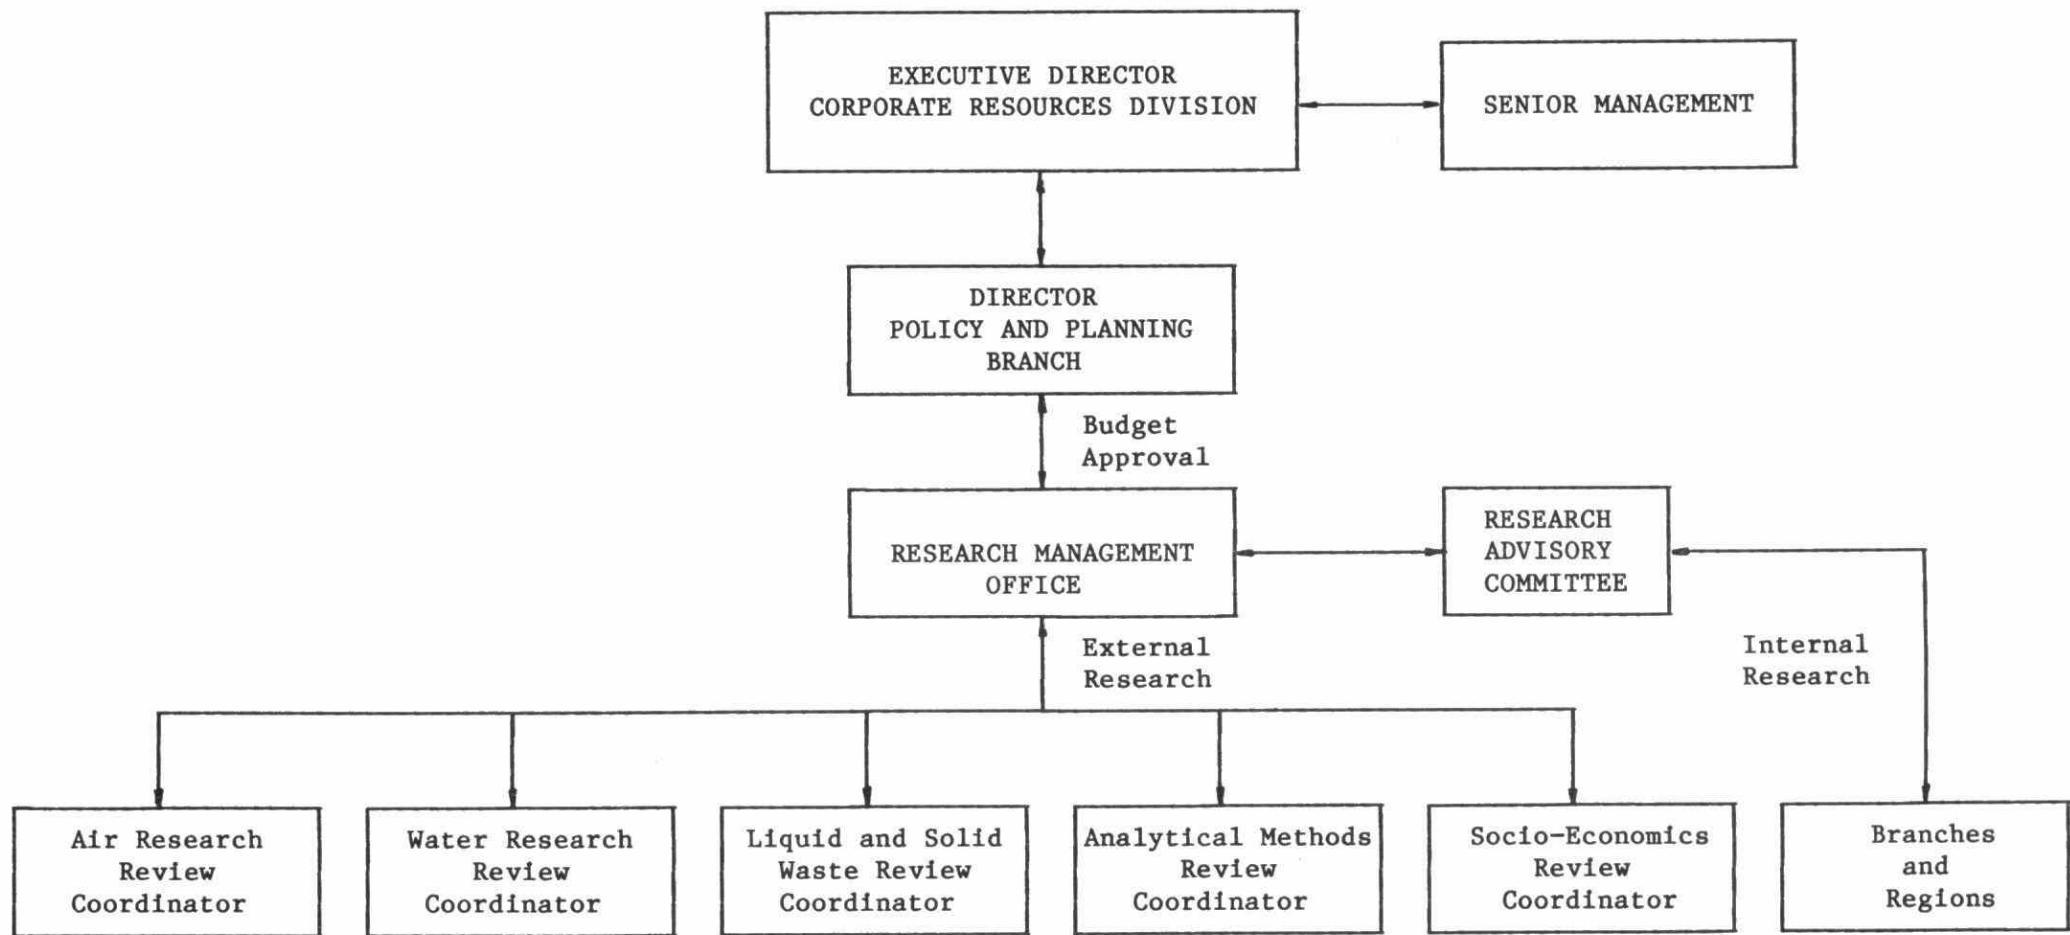 EXECUTIVE DIRECTOR
CORPORATE RESOURCES DIVISION
SENIOR MANAGEMENT
DIRECTOR
POLICY AND PLANNING
BRANCH
Budget
Approval
RESEARCH MANAGEMENT
OFFICE
RESEARCH
ADVISORY
COMMITTEE
External
Research
Internal
Research
Air Research
Review
Coordinator
Water Research
Review
Coordinator
Liquid and Solid
Waste Review
Coordinator
Analytical Methods
Review
Coordinator
Socio-Economics
Review
Coordinator
Branches
and
Regions